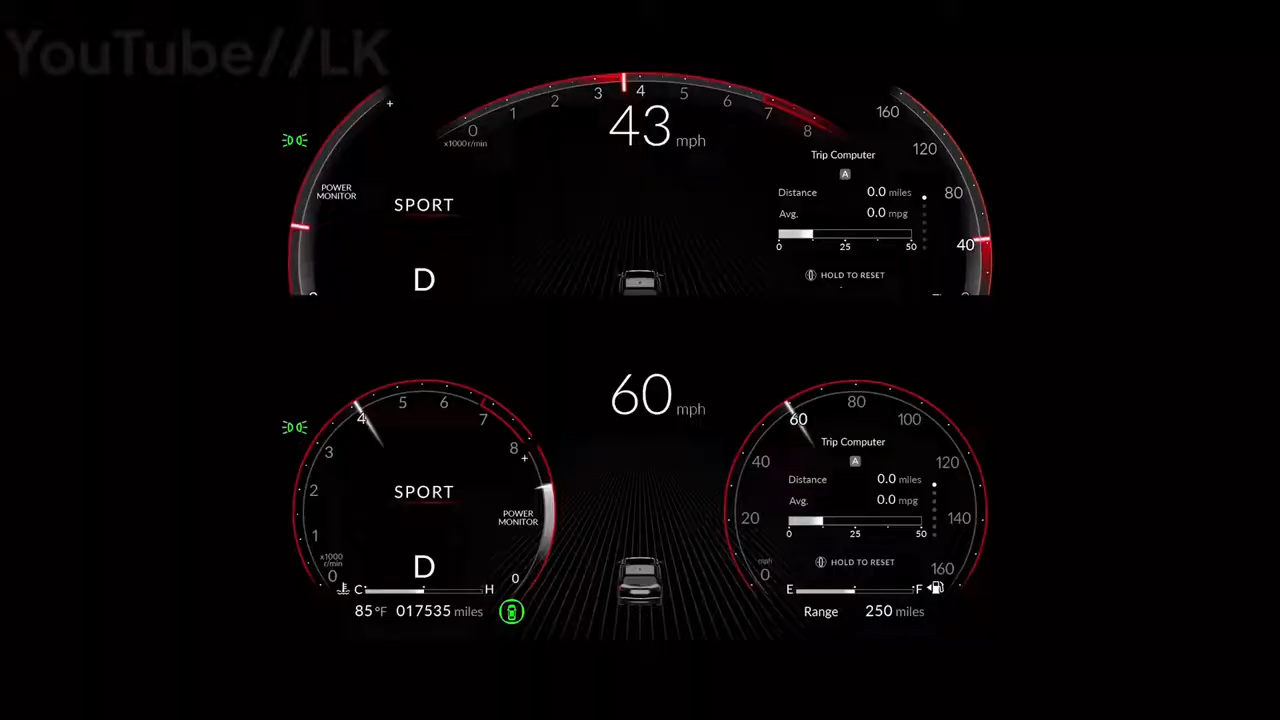 YouTube//LK
0 1 2 3 4 5 6 7 8
x1000r/min
43 mph
+
POWER
MONITOR
SPORT
D
Trip Computer
A
Distance 0.0 miles
Avg. 0.0 mpg
0 25 50
HOLD TO RESET
160
120
80
40
60 mph
0 1 2 3 4 5 6 7 8
x1000
r/min
+
SPORT
POWER
MONITOR
D
0
C H
85°F 017535 miles
0 20 40 60 80 100 120 140 160
mph
Trip Computer
A
Distance 0.0 miles
Avg. 0.0 mpg
0 25 50
HOLD TO RESET
E F
Range 250 miles